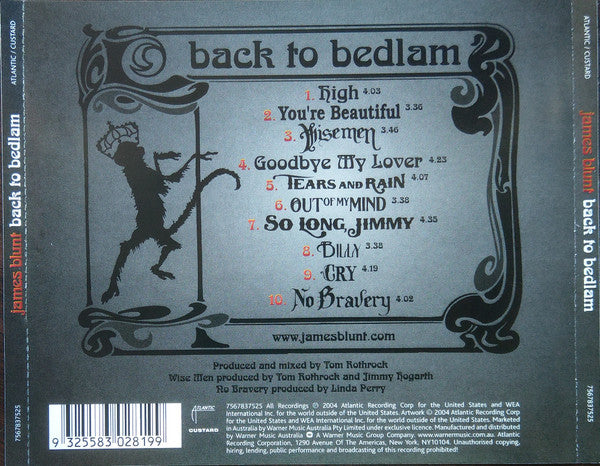 ATLANTIC / CUSTARD
james blunt back to bedlam
7567837525
back to bedlam
1. High 4.03
2. You're Beautiful 3.36
3. Wisemen 3.46
4. Goodbye My Lover 4.23
5. TEARS AND RAIN 4.07
6. OUT OF MY MIND 3.38
7. SO LONG, JIMMY 4.35
8. BILLY 3.38
9. CRY 4.19
10. No Bravery 4.02
www.jamesblunt.com
Produced and mixed by Tom Rothrock
Wise Men produced by Tom Rothrock and Jimmy Hogarth
No Bravery produced by Linda Perry
9 325583 028199
ATLANTIC
CUSTARD
7567837525 All Recordings ℗ 2004 Atlantic Recording Corp for the United States and WEA
International Inc. for the world outside of the United States. Artwork © 2004 Atlantic Recording Corp
for the United States and WEA International Inc. for the world outside of the United States. Marketed
in Australia by Warner Music Australia Pty Limited under exclusive licence. Manufactured and distributed
by Warner Music Australia A Warner Music Group Company. www.warnermusic.com.au. Atlantic
Recording Corporation, 1290 Avenue Of The Americas, New York, NY10104. Unauthorised copying,
hiring, lending, public performance and broadcasting of this recording prohibited!
ATLANTIC / CUSTARD
james blunt back to bedlam
7567837525